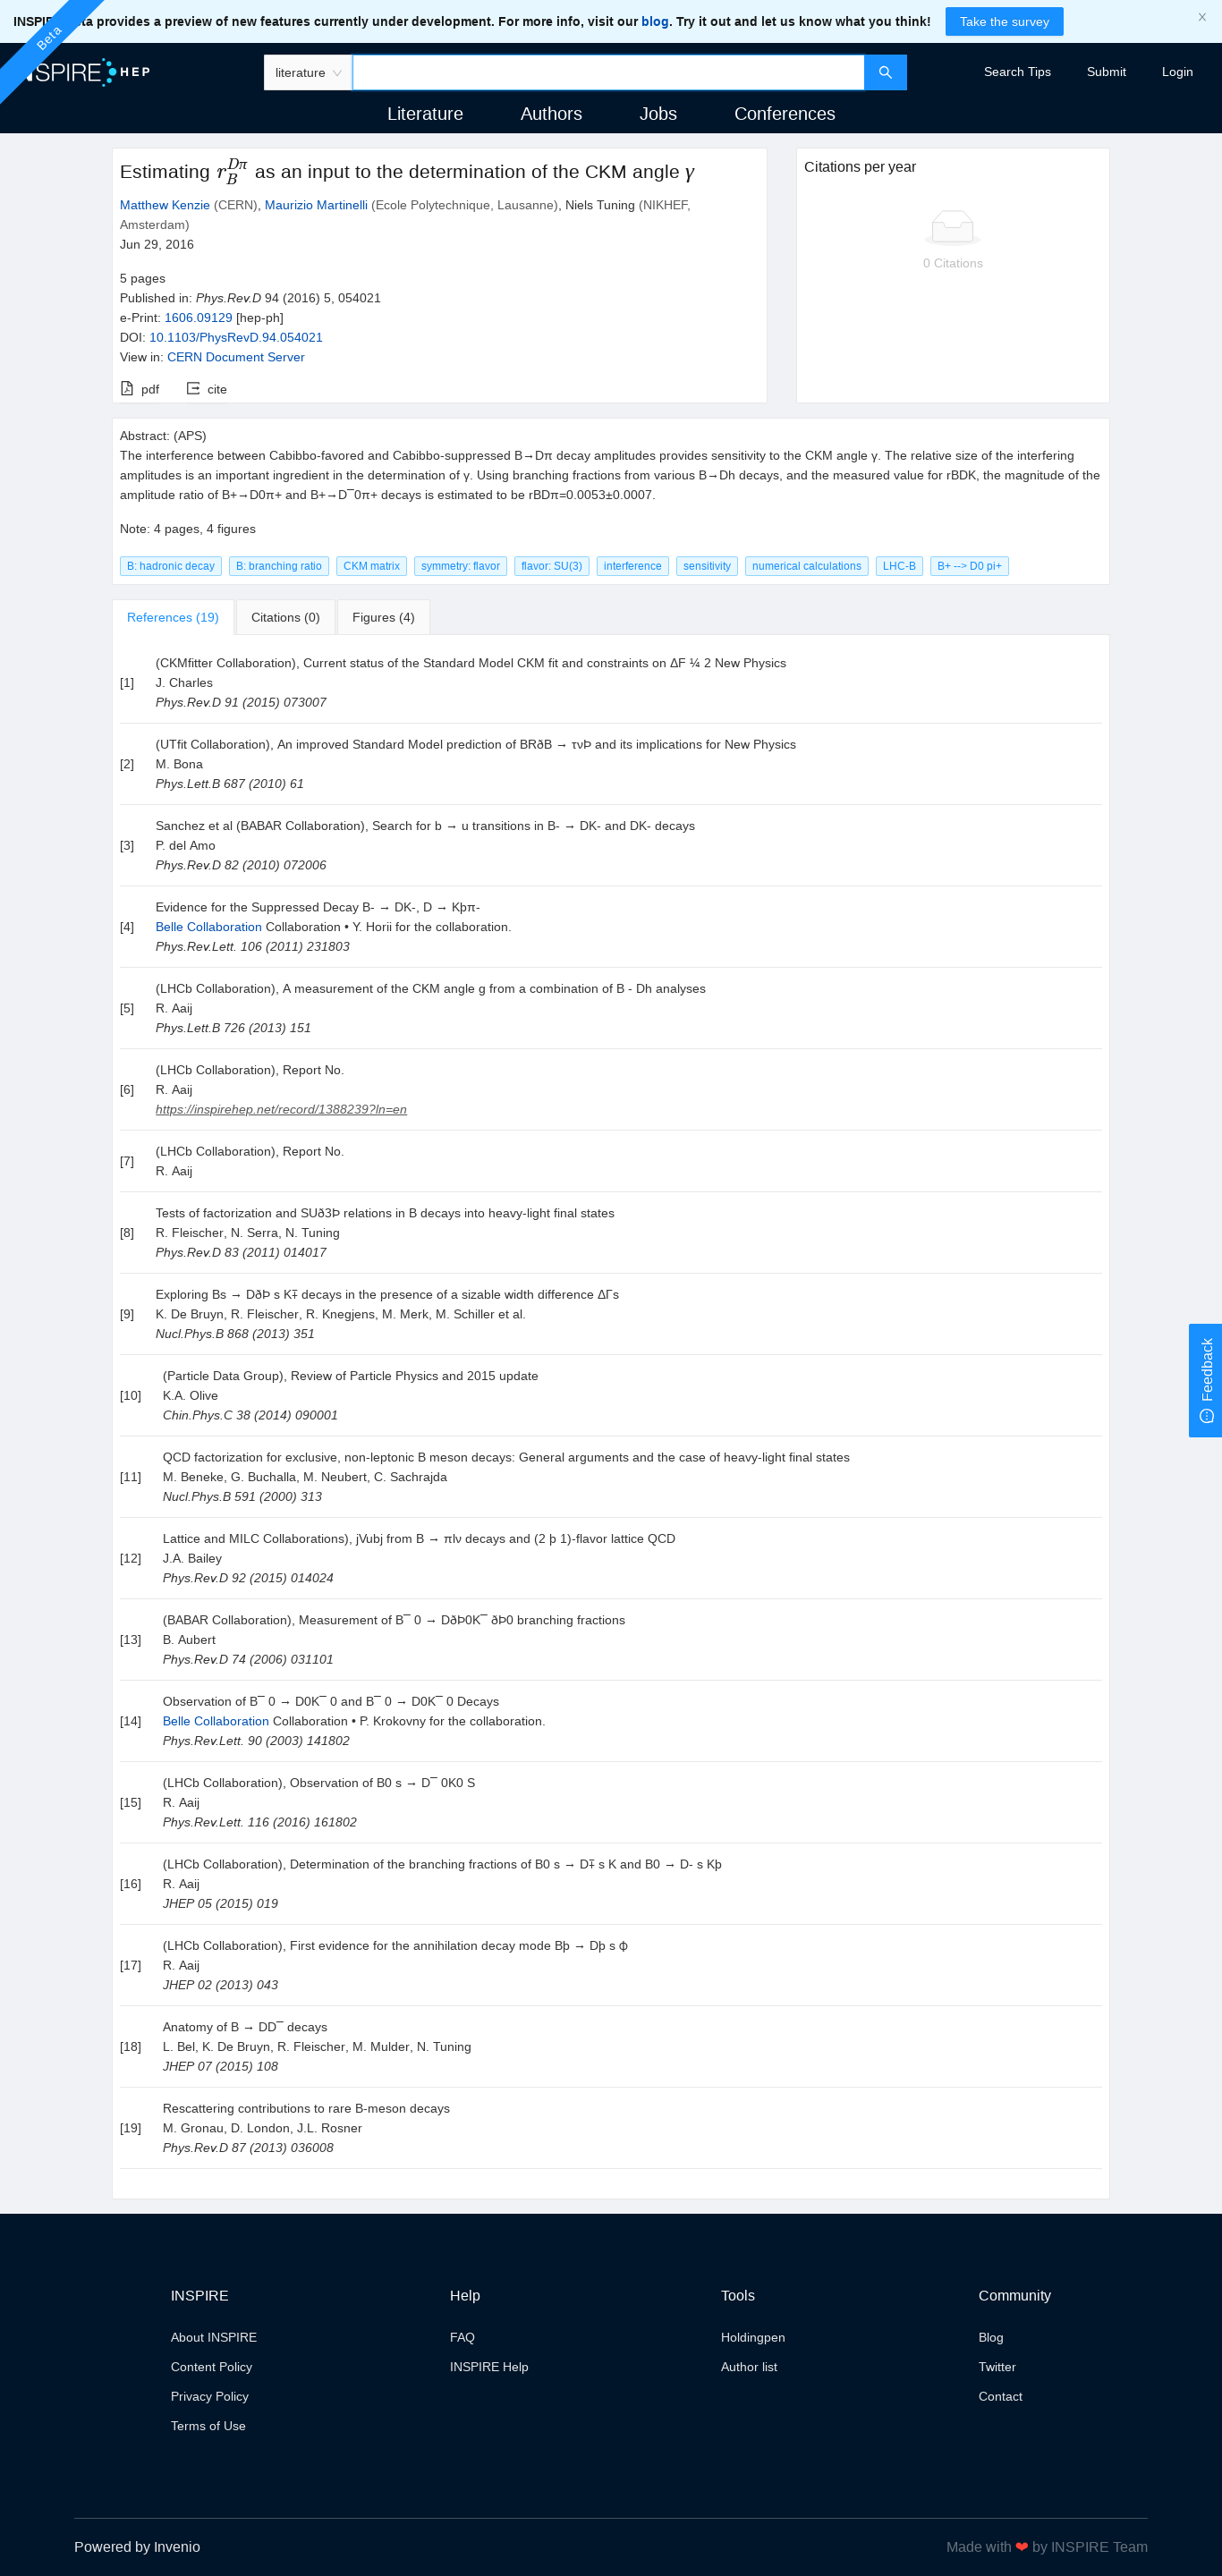 INSPIRE Beta provides a preview of new features currently under development. For more info, visit our blog. Try it out and let us know what you think! Take the survey
Beta
INSPIRE HEP
literature
Search Tips Submit Login
Literature Authors Jobs Conferences
Estimating r_B^{Dπ} as an input to the determination of the CKM angle γ
Matthew Kenzie (CERN), Maurizio Martinelli (Ecole Polytechnique, Lausanne), Niels Tuning (NIKHEF,
Amsterdam)
Jun 29, 2016
5 pages
Published in: Phys.Rev.D 94 (2016) 5, 054021
e-Print: 1606.09129 [hep-ph]
DOI: 10.1103/PhysRevD.94.054021
View in: CERN Document Server
pdf cite
Citations per year
0 Citations
Abstract: (APS)
The interference between Cabibbo-favored and Cabibbo-suppressed B→Dπ decay amplitudes provides sensitivity to the CKM angle γ. The relative size of the interfering
amplitudes is an important ingredient in the determination of γ. Using branching fractions from various B→Dh decays, and the measured value for rBDK, the magnitude of the
amplitude ratio of B+→D0π+ and B+→D¯0π+ decays is estimated to be rBDπ=0.0053±0.0007.
Note: 4 pages, 4 figures
B: hadronic decay B: branching ratio CKM matrix symmetry: flavor flavor: SU(3) interference sensitivity numerical calculations LHC-B B+ --> D0 pi+
References (19) Citations (0) Figures (4)
(CKMfitter Collaboration), Current status of the Standard Model CKM fit and constraints on ΔF ¼ 2 New Physics
[1] J. Charles
Phys.Rev.D 91 (2015) 073007
(UTfit Collaboration), An improved Standard Model prediction of BRðB → τνÞ and its implications for New Physics
[2] M. Bona
Phys.Lett.B 687 (2010) 61
Sanchez et al (BABAR Collaboration), Search for b → u transitions in B- → DK- and DK- decays
[3] P. del Amo
Phys.Rev.D 82 (2010) 072006
Evidence for the Suppressed Decay B- → DK-, D → Kþπ-
[4] Belle Collaboration Collaboration • Y. Horii for the collaboration.
Phys.Rev.Lett. 106 (2011) 231803
(LHCb Collaboration), A measurement of the CKM angle g from a combination of B - Dh analyses
[5] R. Aaij
Phys.Lett.B 726 (2013) 151
(LHCb Collaboration), Report No.
[6] R. Aaij
https://inspirehep.net/record/1388239?ln=en
(LHCb Collaboration), Report No.
[7] R. Aaij
Tests of factorization and SUð3Þ relations in B decays into heavy-light final states
[8] R. Fleischer, N. Serra, N. Tuning
Phys.Rev.D 83 (2011) 014017
Exploring Bs → DðÞ s K∓ decays in the presence of a sizable width difference ΔΓs
[9] K. De Bruyn, R. Fleischer, R. Knegjens, M. Merk, M. Schiller et al.
Nucl.Phys.B 868 (2013) 351
(Particle Data Group), Review of Particle Physics and 2015 update
[10] K.A. Olive
Chin.Phys.C 38 (2014) 090001
QCD factorization for exclusive, non-leptonic B meson decays: General arguments and the case of heavy-light final states
[11] M. Beneke, G. Buchalla, M. Neubert, C. Sachrajda
Nucl.Phys.B 591 (2000) 313
Lattice and MILC Collaborations), jVubj from B → πlν decays and (2 þ 1)-flavor lattice QCD
[12] J.A. Bailey
Phys.Rev.D 92 (2015) 014024
(BABAR Collaboration), Measurement of B¯ 0 → DðÞ0K¯ ðÞ0 branching fractions
[13] B. Aubert
Phys.Rev.D 74 (2006) 031101
Observation of B¯ 0 → D0K¯ 0 and B¯ 0 → D0K¯ 0 Decays
[14] Belle Collaboration Collaboration • P. Krokovny for the collaboration.
Phys.Rev.Lett. 90 (2003) 141802
(LHCb Collaboration), Observation of B0 s → D¯ 0K0 S
[15] R. Aaij
Phys.Rev.Lett. 116 (2016) 161802
(LHCb Collaboration), Determination of the branching fractions of B0 s → D∓ s K and B0 → D- s Kþ
[16] R. Aaij
JHEP 05 (2015) 019
(LHCb Collaboration), First evidence for the annihilation decay mode Bþ → Dþ s ϕ
[17] R. Aaij
JHEP 02 (2013) 043
Anatomy of B → DD¯ decays
[18] L. Bel, K. De Bruyn, R. Fleischer, M. Mulder, N. Tuning
JHEP 07 (2015) 108
Rescattering contributions to rare B-meson decays
[19] M. Gronau, D. London, J.L. Rosner
Phys.Rev.D 87 (2013) 036008
Feedback
INSPIRE Help Tools Community
About INSPIRE FAQ Holdingpen Blog
Content Policy INSPIRE Help Author list Twitter
Privacy Policy Contact
Terms of Use
Powered by Invenio Made with ❤ by INSPIRE Team